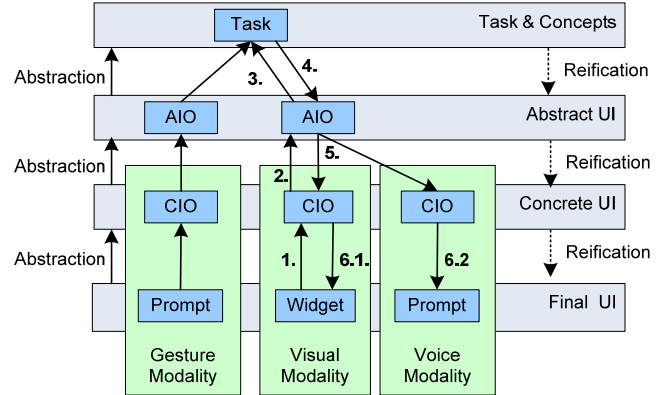 Task
Task & Concepts
Abstraction
3.
4.
Reification
AIO
AIO
Abstract UI
Abstraction
2.
5.
Reification
CIO
CIO
CIO
Concrete UI
Abstraction
1.
6.1.
6.2
Reification
Prompt
Widget
Prompt
Final UI
Gesture
Modality
Visual
Modality
Voice
Modality